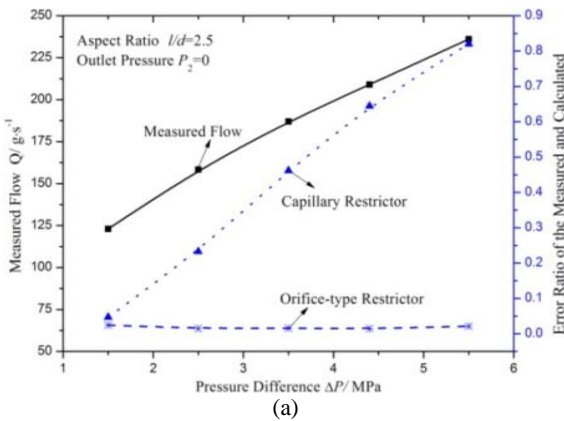 Aspect Ratio l/d=2.5
Outlet Pressure P2=0
Measured Flow
Capillary Restrictor
Orifice-type Restrictor
Measured Flow Q/ g·s-1
250
225
200
175
150
125
100
75
50
1
2
3
4
5
6
Pressure Difference ΔP/ MPa
0.9
0.8
0.7
0.6
0.5
0.4
0.3
0.2
0.1
0.0
Error Ratio of the Measured and Calculated
(a)